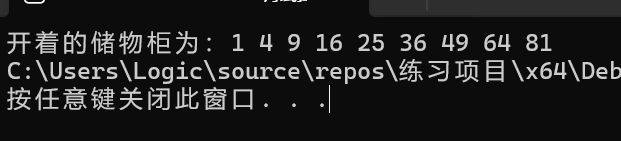 开着的储物柜为: 1 4 9 16 25 36 49 64 81
C:\Users\Logic\source\repos\练习项目\x64\Deb
按任意键关闭此窗口. . .